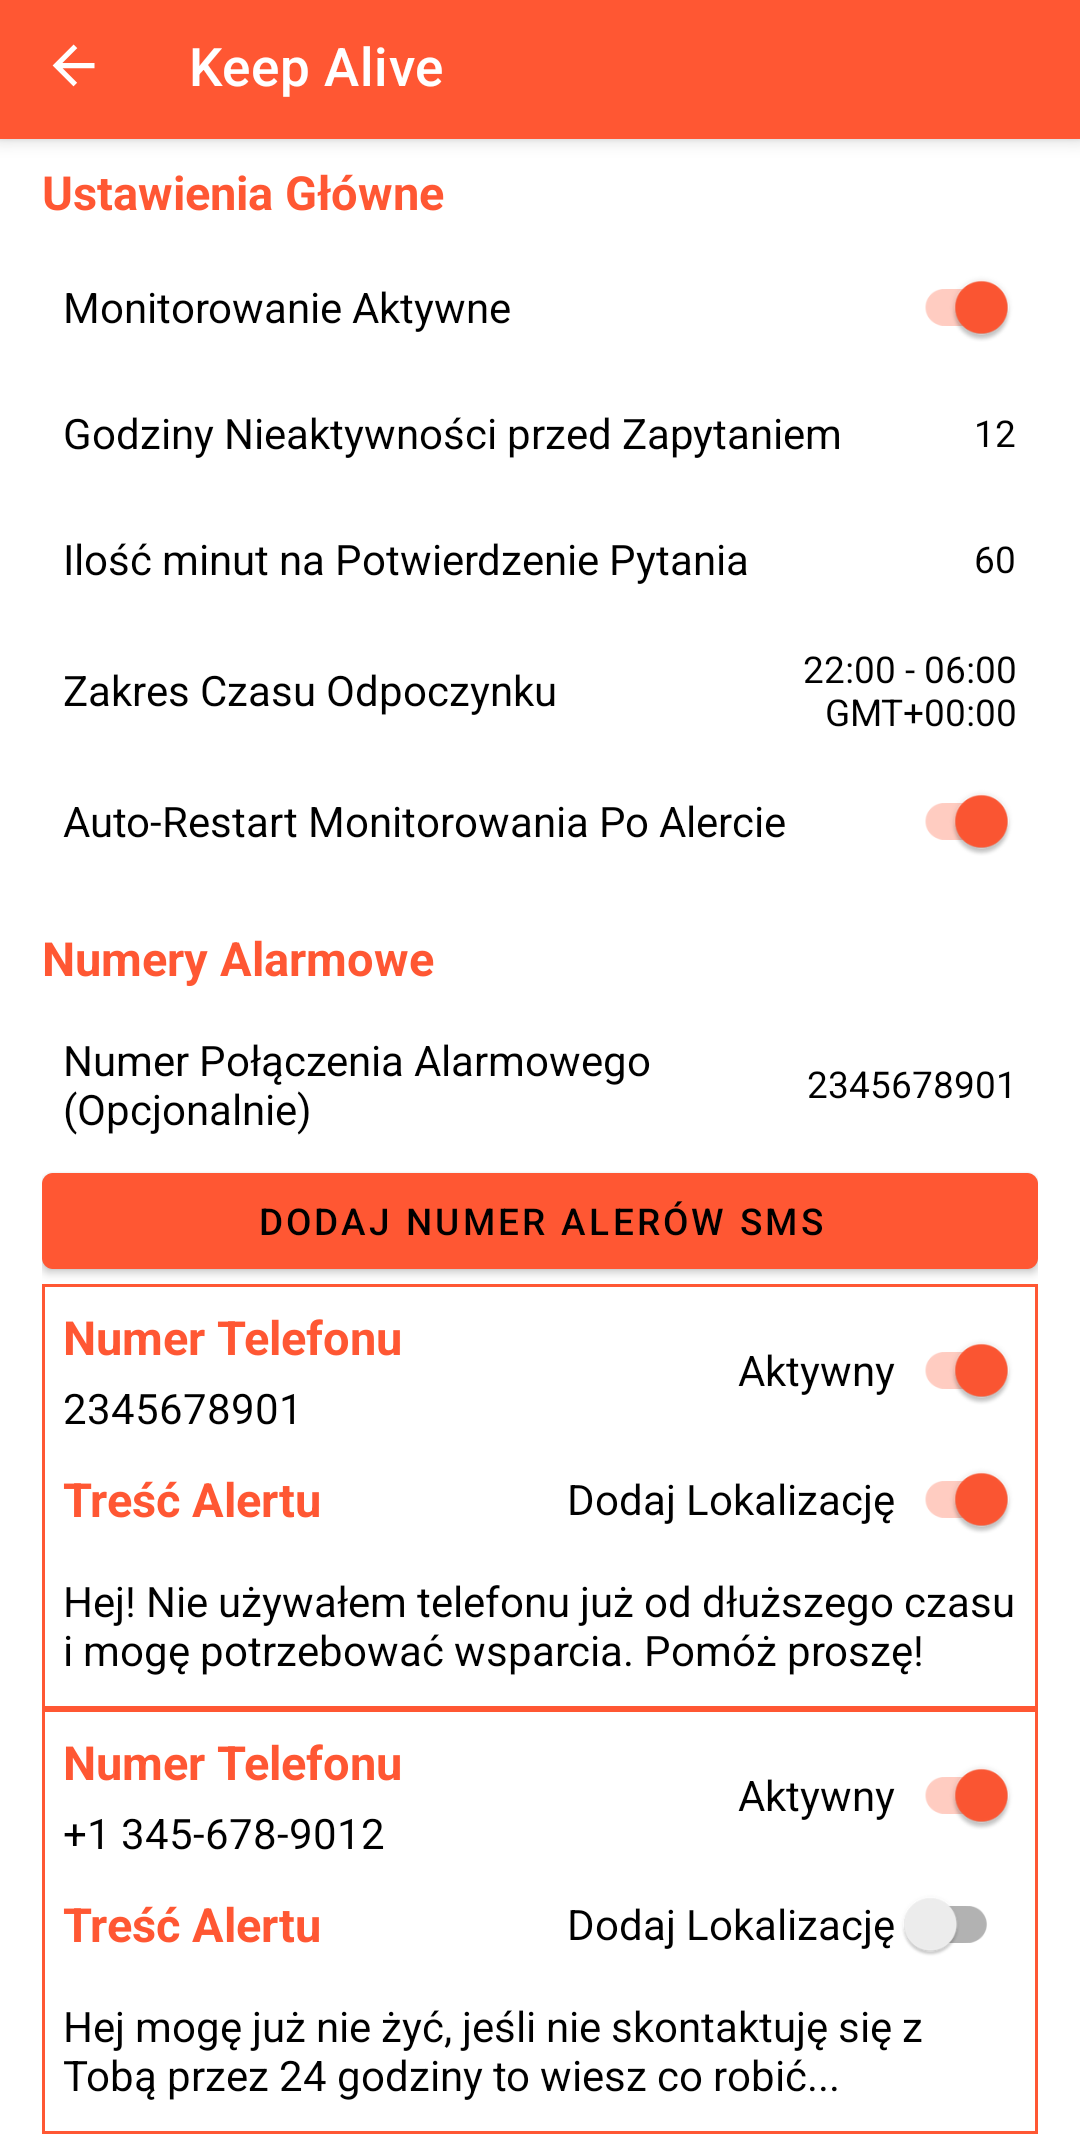 Keep Alive
Ustawienia Główne
Monitorowanie Aktywne
Godziny Nieaktywności przed Zapytaniem 12
Ilość minut na Potwierdzenie Pytania 60
Zakres Czasu Odpoczynku 22:00 - 06:00
GMT+00:00
Auto-Restart Monitorowania Po Alercie
Numery Alarmowe
Numer Połączenia Alarmowego
(Opcjonalnie) 2345678901
DODAJ NUMER ALERÓW SMS
Numer Telefonu
2345678901
Aktywny
Treść Alertu
Dodaj Lokalizację
Hej! Nie używałem telefonu już od dłuższego czasu
i mogę potrzebować wsparcia. Pomóż proszę!
Numer Telefonu
+1 345-678-9012
Aktywny
Treść Alertu
Dodaj Lokalizację
Hej mogę już nie żyć, jeśli nie skontaktuję się z
Tobą przez 24 godziny to wiesz co robić...